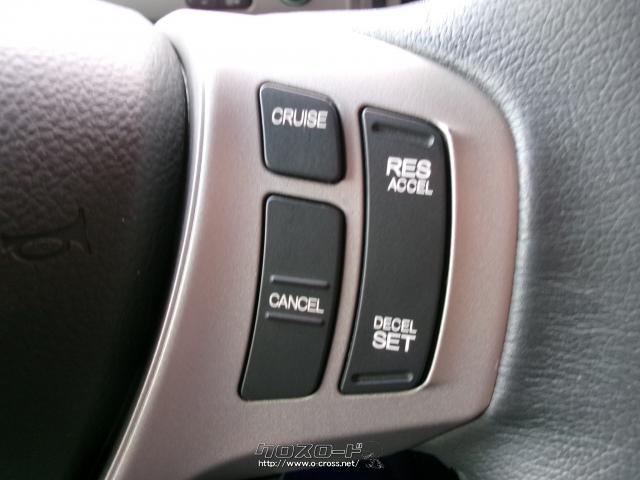 CRUISE
RES
ACCEL
CANCEL
DECEL
SET
クロスロード
http://www.o-cross.net/